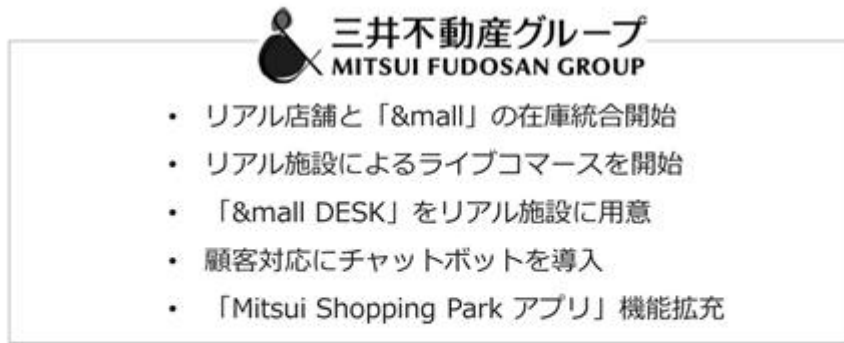 三井不動産グループ
MITSUI FUDOSAN GROUP
• リアル店舗と「&mall」の在庫統合開始
• リアル施設によるライブコマースを開始
• 「&mall DESK」をリアル施設に用意
• 顧客対応にチャットボットを導入
• 「Mitsui Shopping Park アプリ」機能拡充